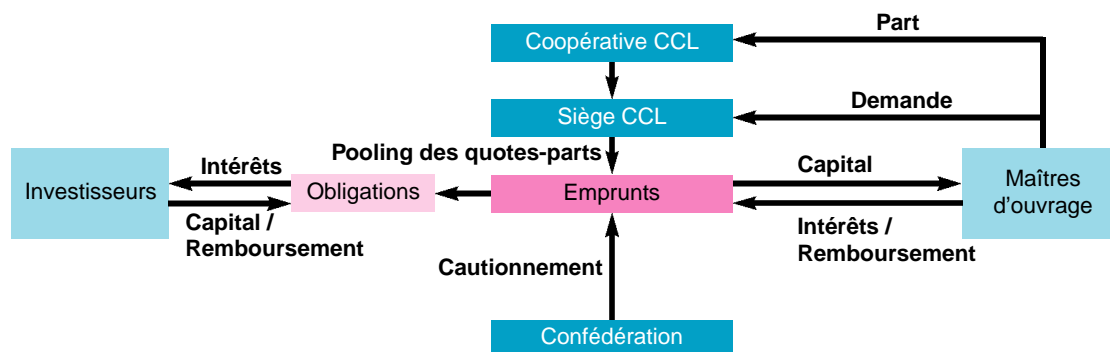 Part
Coopérative CCL
Demande
Siège CCL
Pooling des quotes-parts
Intérêts
Capital
Investisseurs
Obligations
Emprunts
Maîtres
d'ouvrage
Capital /
Remboursement
Intérêts /
Remboursement
Cautionnement
Confédération